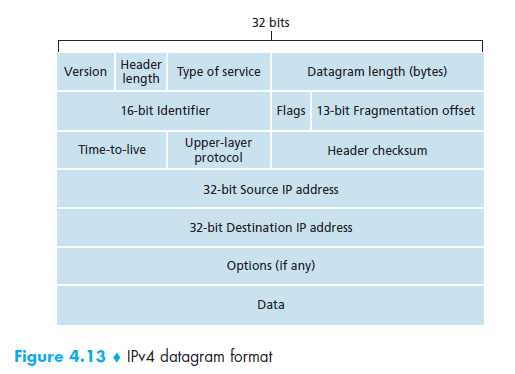 32 bits
Version
Header
length
Type of service
Datagram length (bytes)
16-bit Identifier
Flags
13-bit Fragmentation offset
Time-to-live
Upper-layer
protocol
Header checksum
32-bit Source IP address
32-bit Destination IP address
Options (if any)
Data
Figure 4.13 ♦ IPv4 datagram format